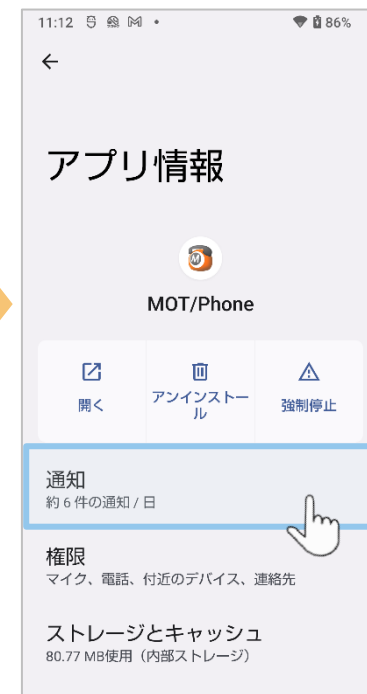 11:12
86%
アプリ情報
MOT/Phone
開く
アンインストー
ル
強制停止
通知
約 6 件の通知 / 日
権限
マイク、電話、付近のデバイス、連絡先
ストレージとキャッシュ
80.77 MB使用（内部ストレージ）